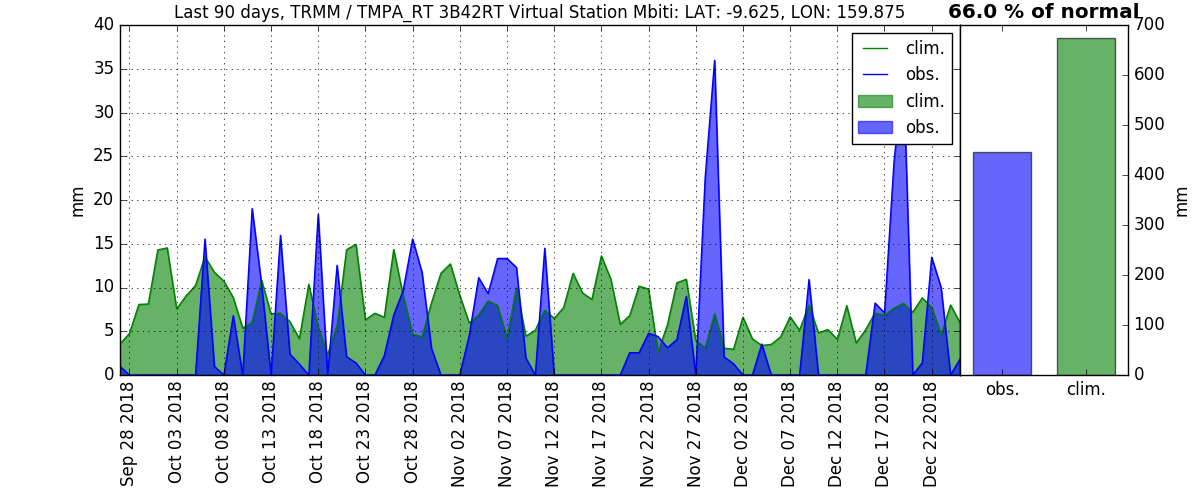 Last 90 days, TRMM / TMPA_RT 3B42RT Virtual Station Mbiti: LAT: -9.625, LON: 159.875
66.0 % of normal
mm
40
35
30
25
20
15
10
5
0
clim.
obs.
clim.
obs.
Sep 28 2018
Oct 03 2018
Oct 08 2018
Oct 13 2018
Oct 18 2018
Oct 23 2018
Oct 28 2018
Nov 02 2018
Nov 07 2018
Nov 12 2018
Nov 17 2018
Nov 22 2018
Nov 27 2018
Dec 02 2018
Dec 07 2018
Dec 12 2018
Dec 17 2018
Dec 22 2018
obs.
clim.
700
600
500
400
300
200
100
0
mm